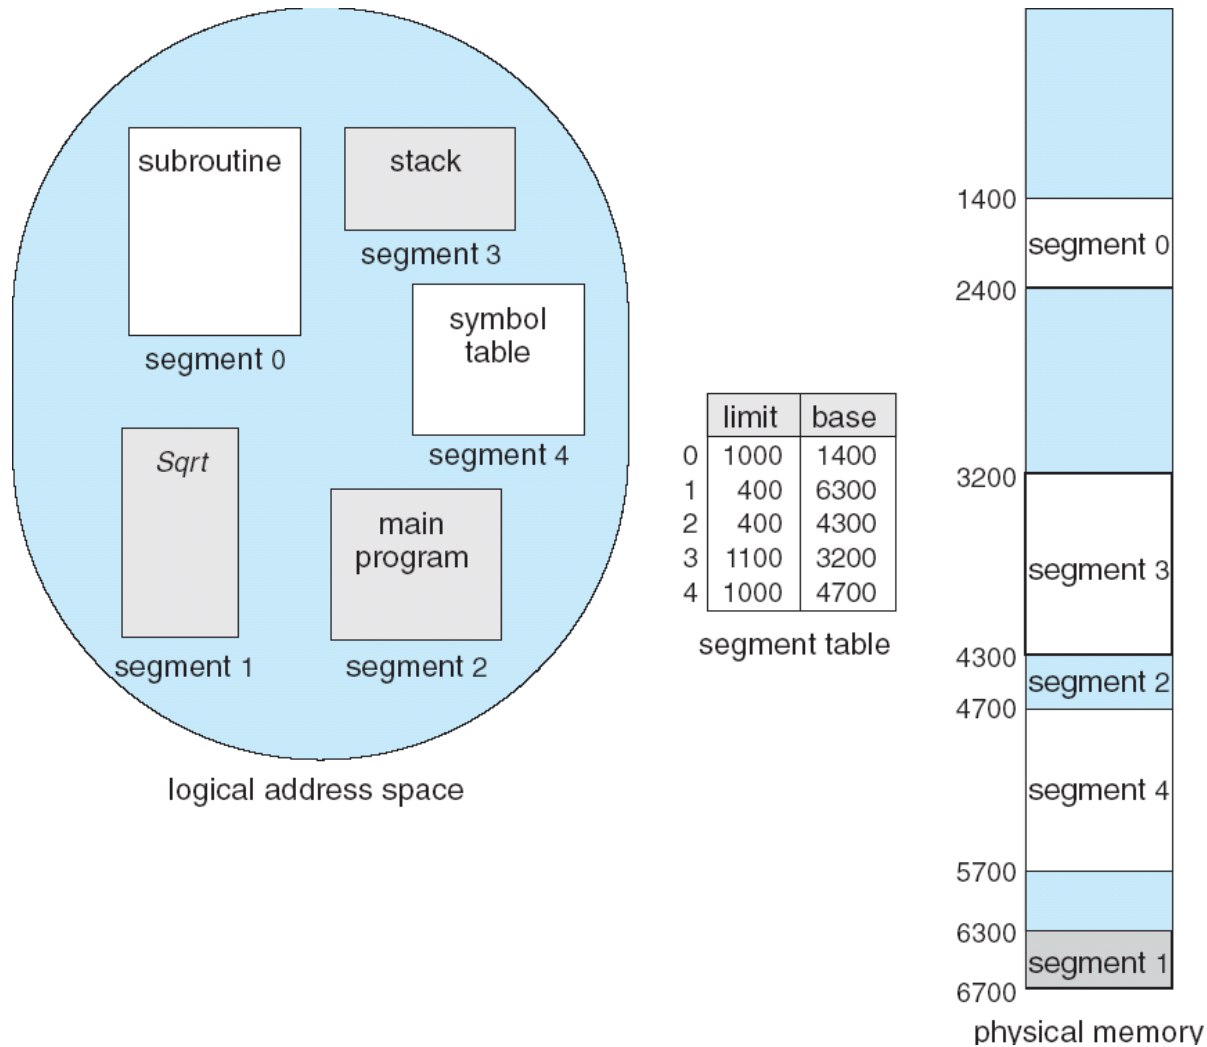 subroutine
segment 0
stack
segment 3
symbol
table
segment 4
Sqrt
segment 1
main
program
segment 2
logical address space
limit base
0 1000 1400
1 400 6300
2 400 4300
3 1100 3200
4 1000 4700
segment table
1400
segment 0
2400
3200
segment 3
4300
segment 2
4700
segment 4
5700
6300
segment 1
6700
physical memory